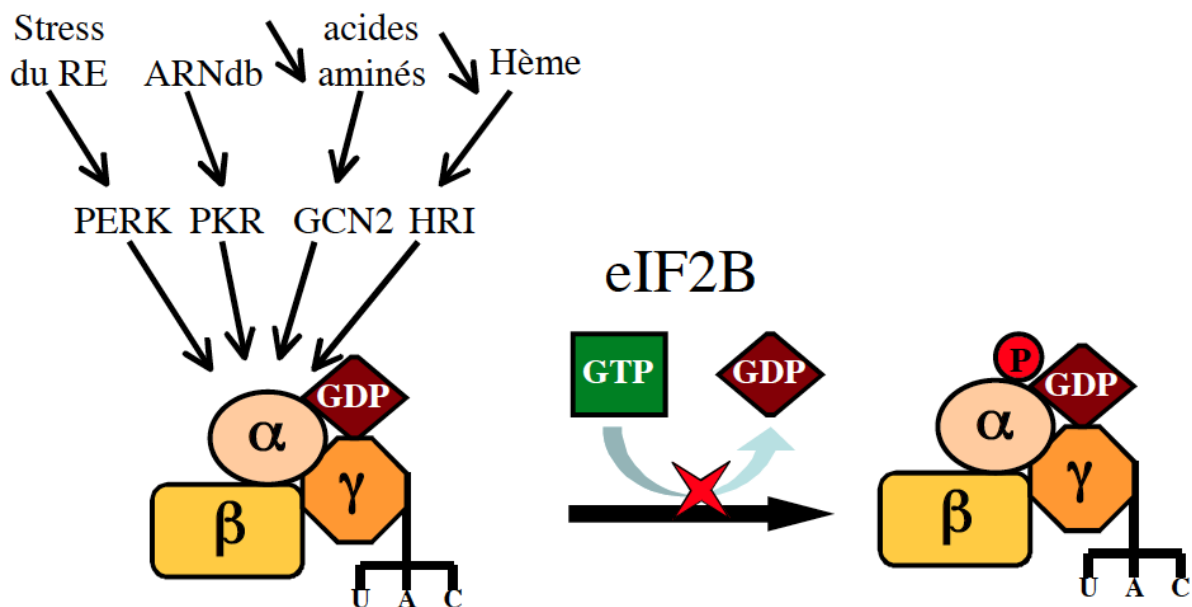 Stress
du RE
ARNdb
acides
aminés
Hème
PERK PKR GCN2 HRI
eIF2B
GTP
GDP
α
GDP
β
γ
U A C
P
α
GDP
β
γ
U A C